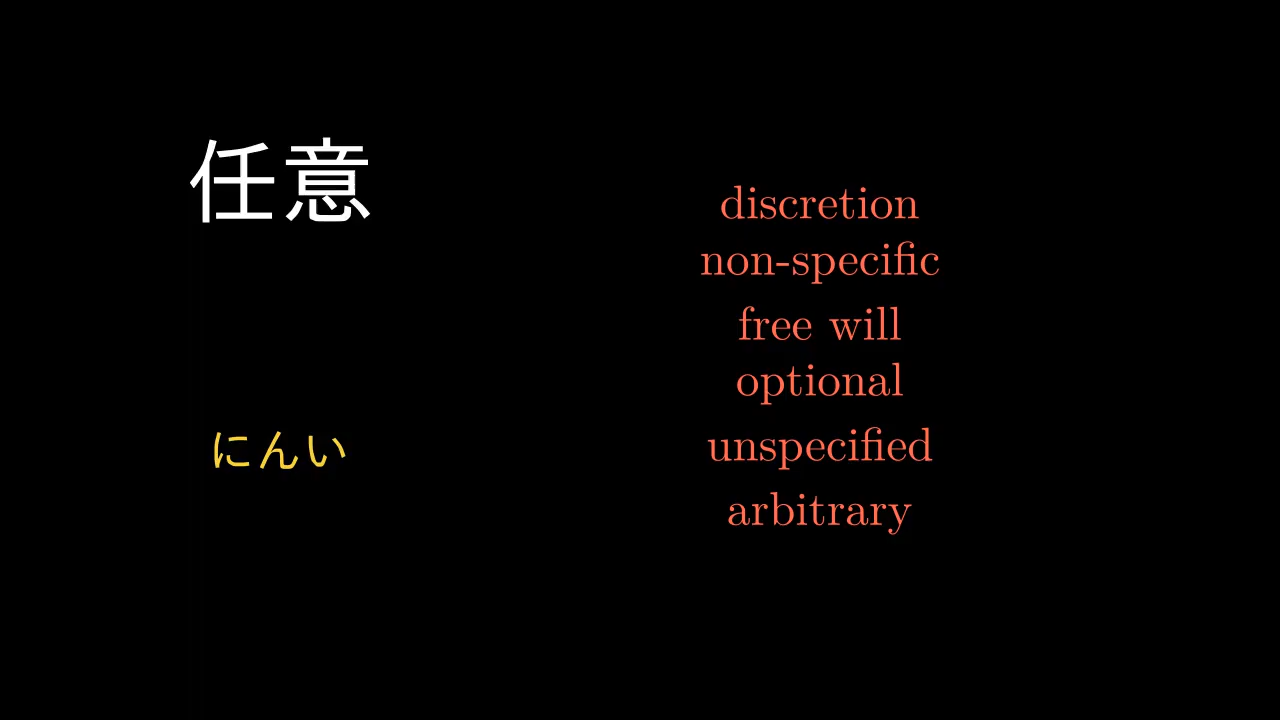 任意
にんい
discretion
non-specific
free will
optional
unspecified
arbitrary